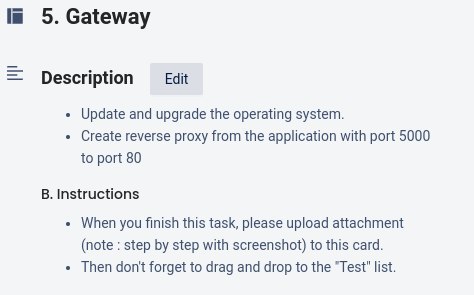 5. Gateway
Description Edit
• Update and upgrade the operating system.
• Create reverse proxy from the application with port 5000
to port 80
B. Instructions
• When you finish this task, please upload attachment
(note : step by step with screenshot) to this card.
• Then don't forget to drag and drop to the "Test" list.